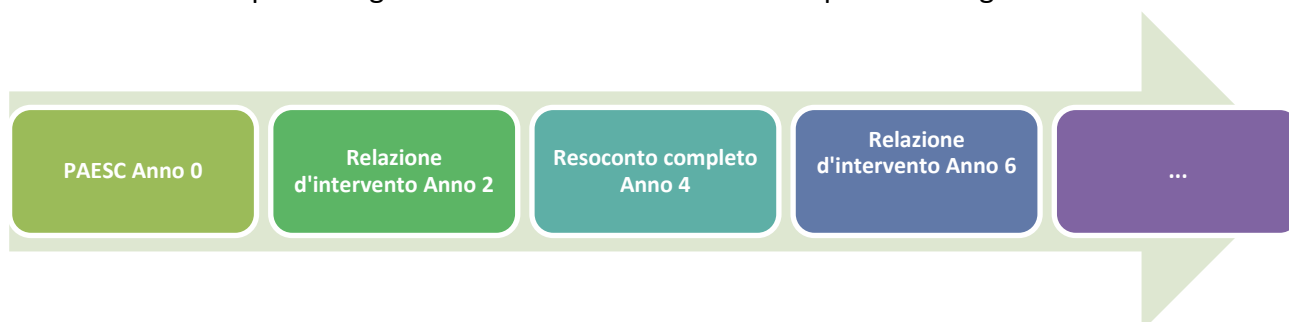 PAESC Anno 0
Relazione
d'intervento Anno 2
Resoconto completo
Anno 4
Relazione
d'intervento Anno 6
...